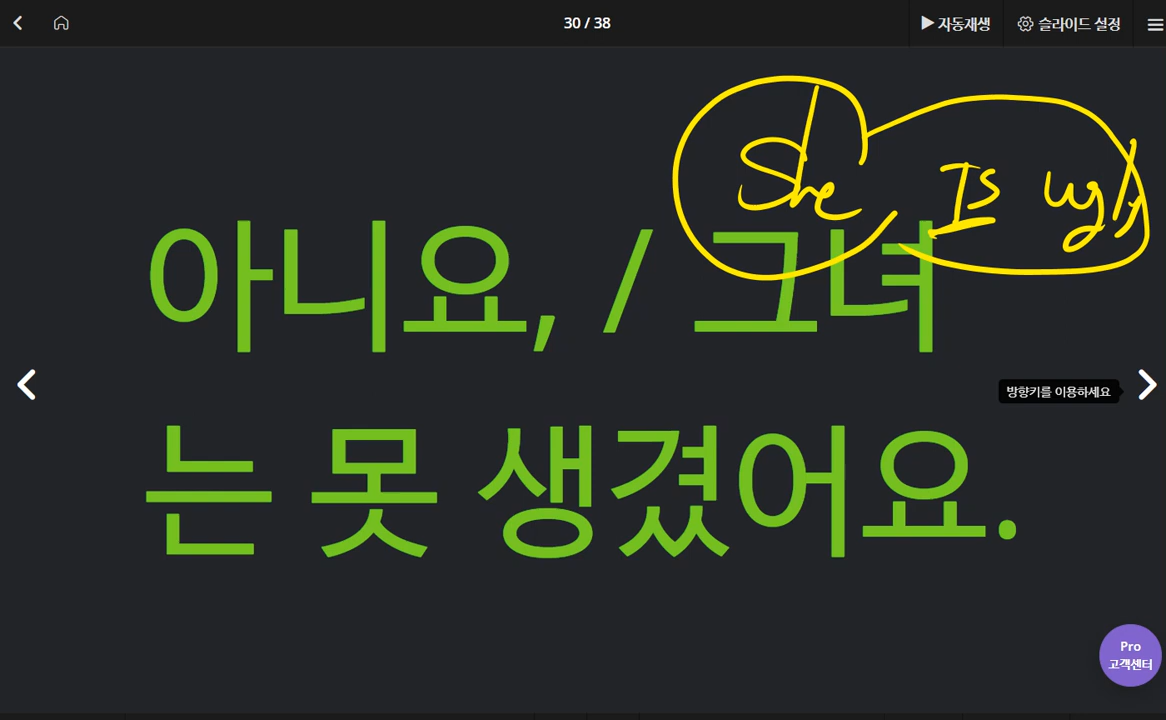 30 / 38
자동재생
슬라이드 설정
She Is ugly
아니요, / 그녀
방향키를 이용하세요
는 못 생겼어요.
Pro
고객센터